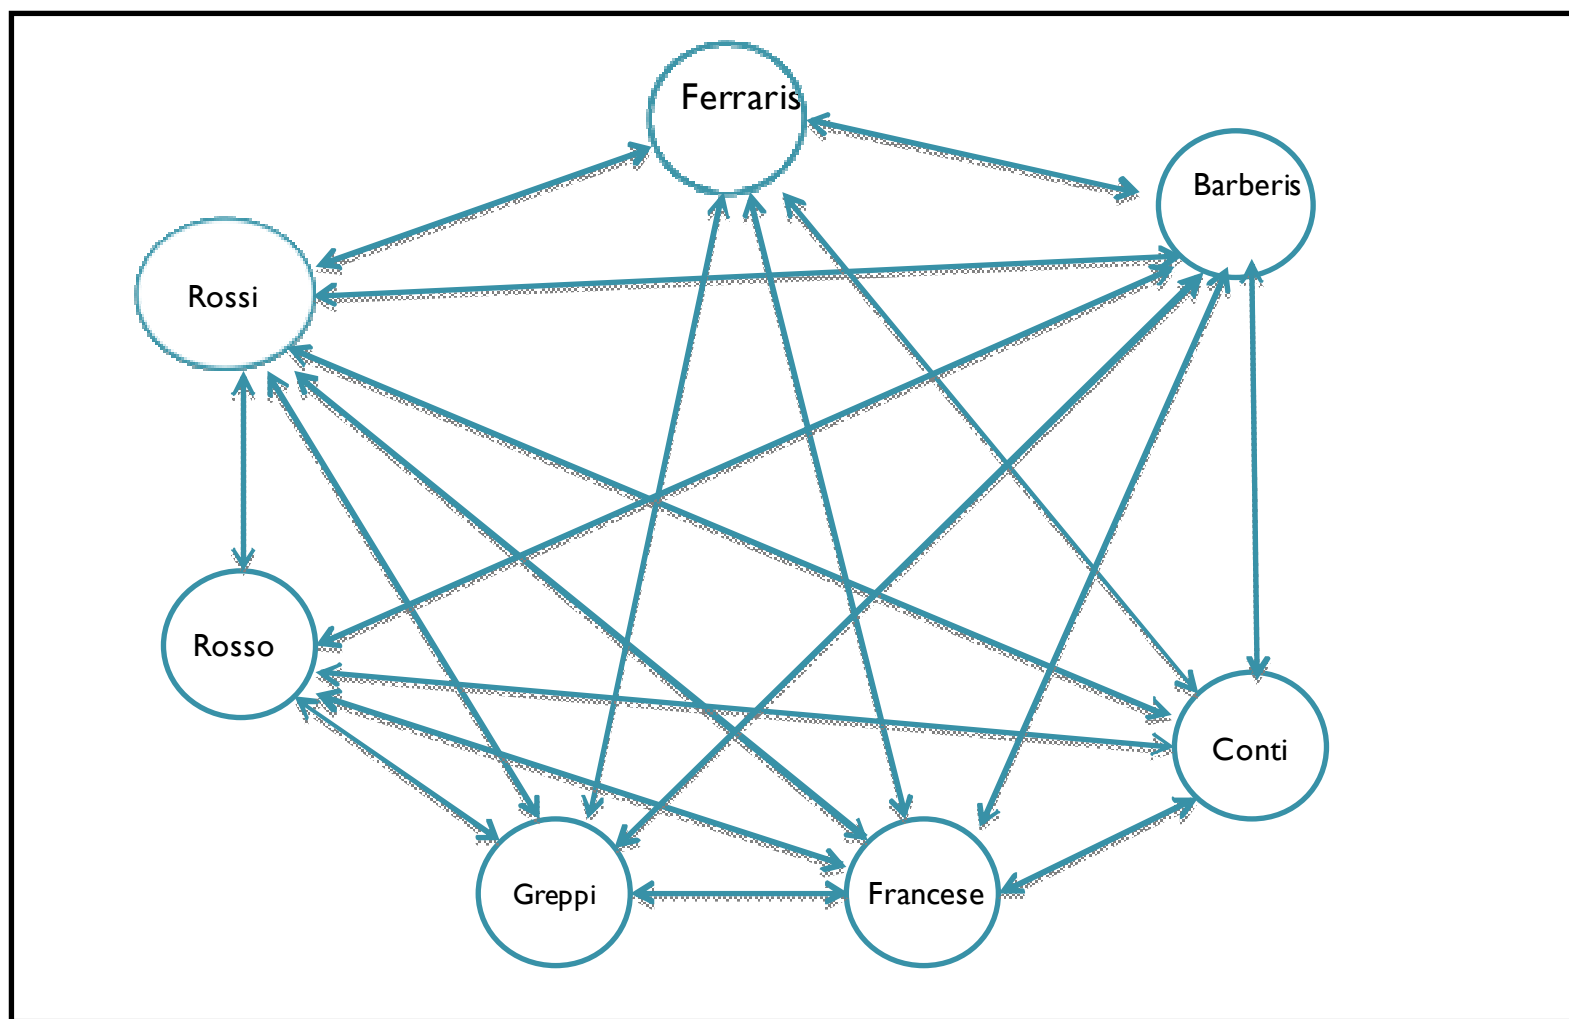 Ferraris
Barberis
Rossi
Rosso
Conti
Greppi
Francese